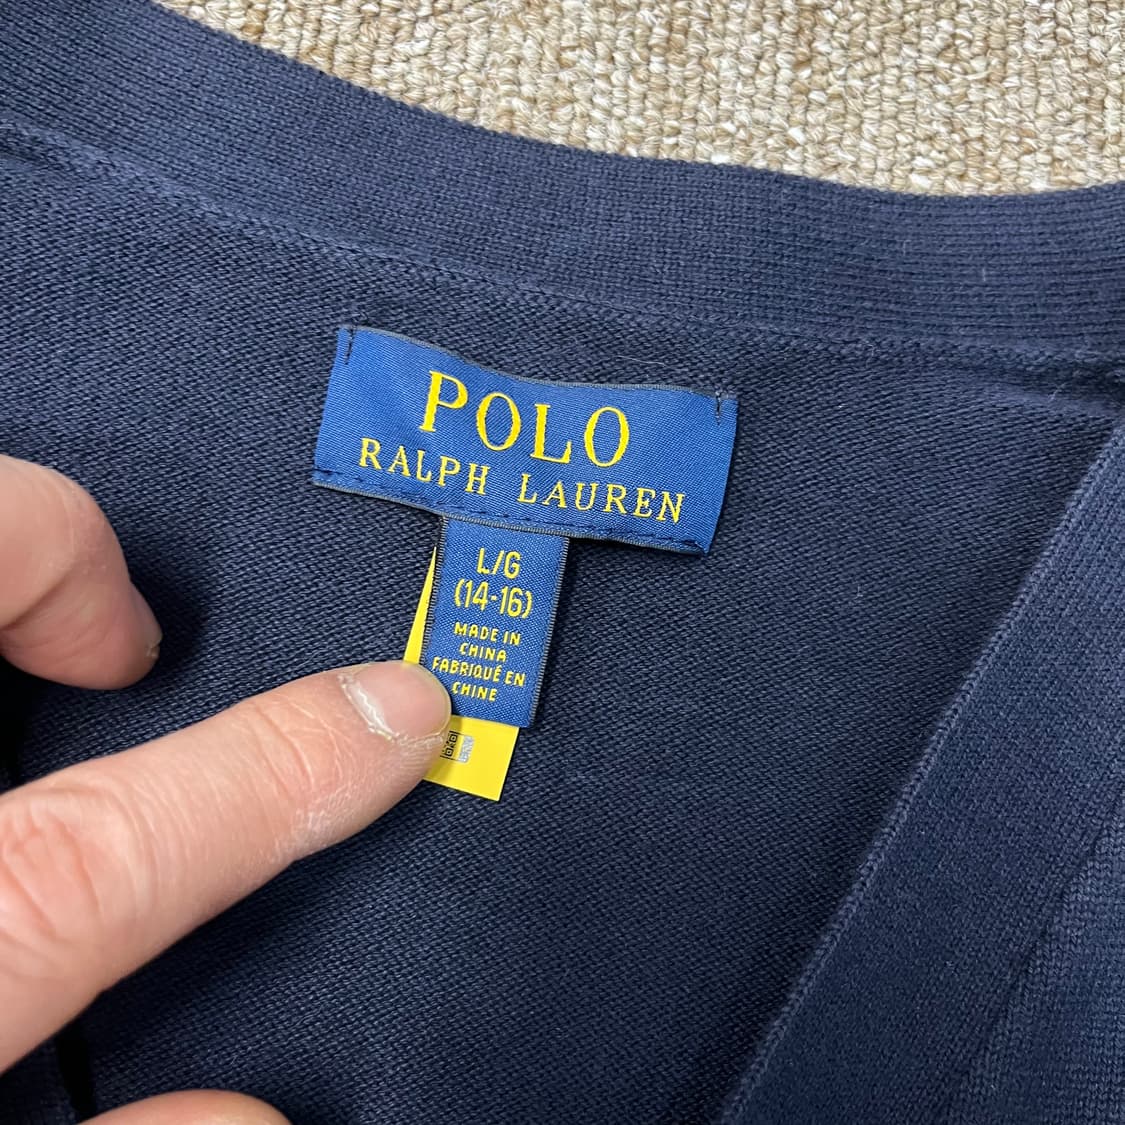 POLO
RALPH LAUREN
L/G
(14-16)
MADE IN
CHINA
FABRIQUÉ EN
CHINE